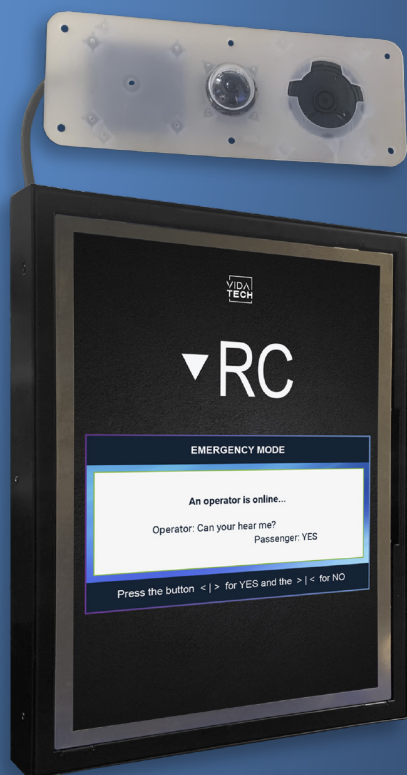 VIDA
TECH
▼RC
EMERGENCY MODE
An operator is online...
Operator: Can your hear me?
Passenger: YES
Press the button < | > for YES and the > | < for NO